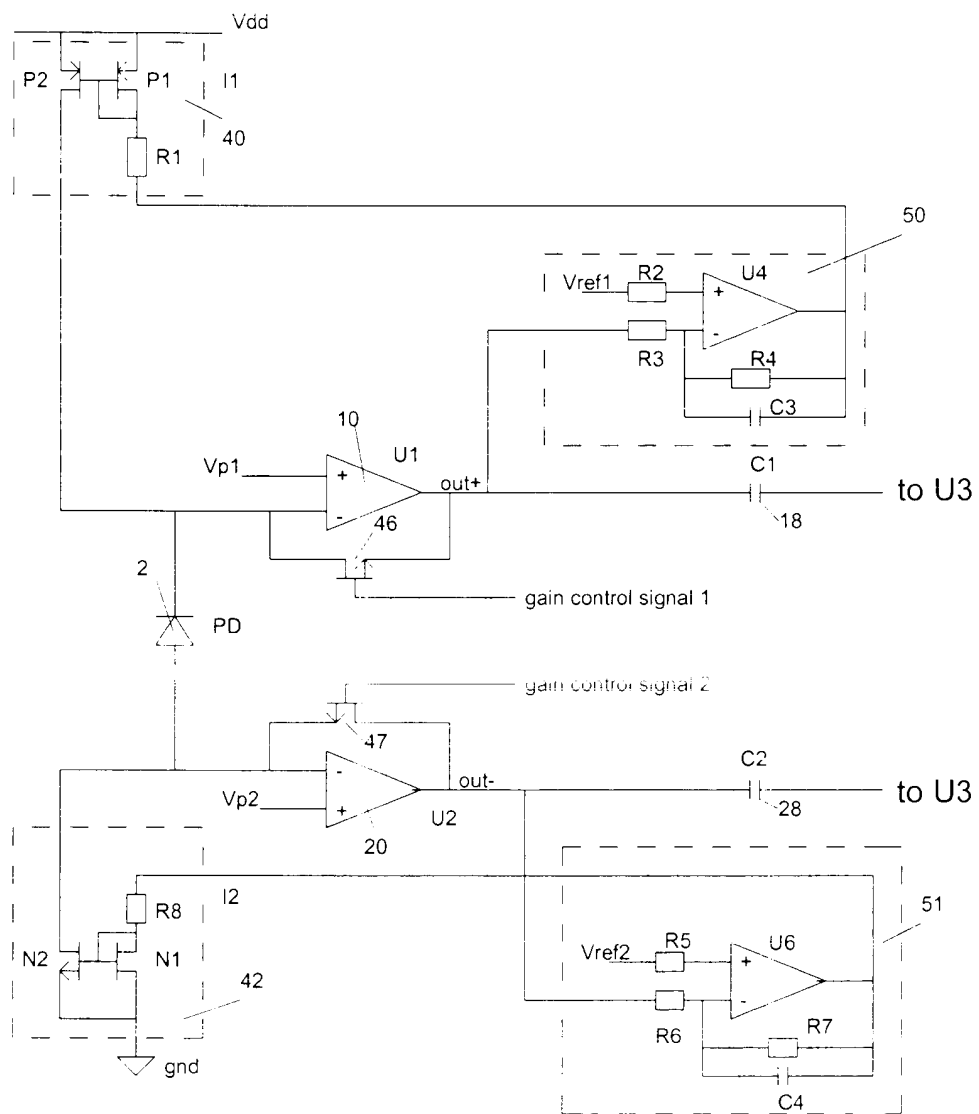 Vdd
P2 P1 I1
40
R1
50
R2 U4
Vref1
+
-
R3 R4
C3
10
U1 C1
Vp1
+
out+
to U3
-
46 18
2
gain control signal 1
PD
gain control signal 2
47
C2
-
out-
to U3
Vp2
+
U2 28
20
I2
R8 51
R5 U6
N2 N1 Vref2
+
-
42
R6 R7
gnd
C4